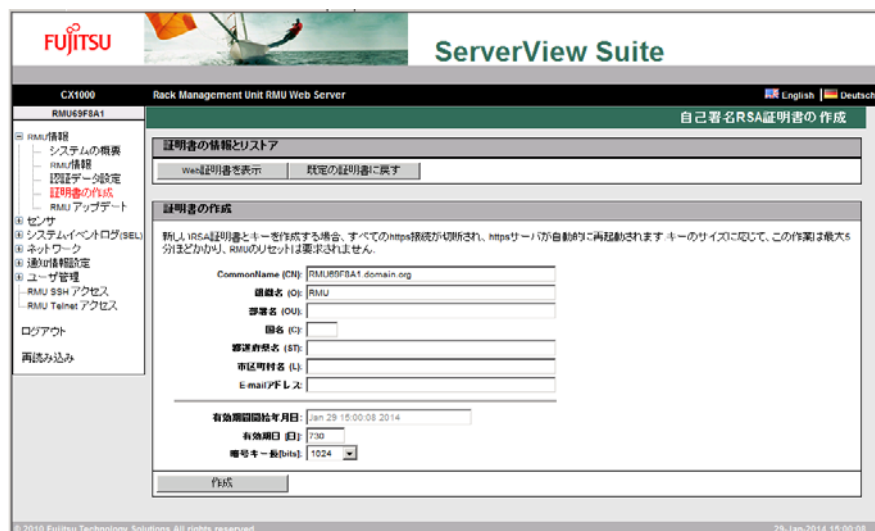 FUJITSU
ServerView Suite
CX1000
Rack Management Unit RMU Web Server
English
Deutsch
RMU69F8A1
自己署名RSA証明書の作成
RMU情報
システムの概要
RMU情報
認証データ設定
証明書の作成
RMU アップデート
センサ
システムイベントログ(SEL)
ネットワーク
通知情報設定
ユーザ管理
RMU SSH アクセス
RMU Telnet アクセス
ログアウト
再読み込み
証明書の情報とリストア
Web証明書を表示
既定の証明書に戻す
証明書の作成
新しいRSA証明書とキーを作成する場合、すべてのhttps接続が切断され、httpsサーバが自動的に再起動されます.キーのサイズに応じて、この作業は最大5
分ほどかかり、RMUのリセットは要求されません.
CommonName (CN): RMU69F8A1.domain.org
組織名 (O): RMU
部署名 (OU):
国名 (C):
都道府県名 (ST):
市区町村名 (L):
E-mailアドレス:
有効期間開始年月日: Jan 29 15:00:08 2014
有効期日 [日]: 730
暗号キー長[bits]: 1024
作成
© 2010 Fujitsu Technology Solutions All rights reserved
29-Jan-2014 15:00:08